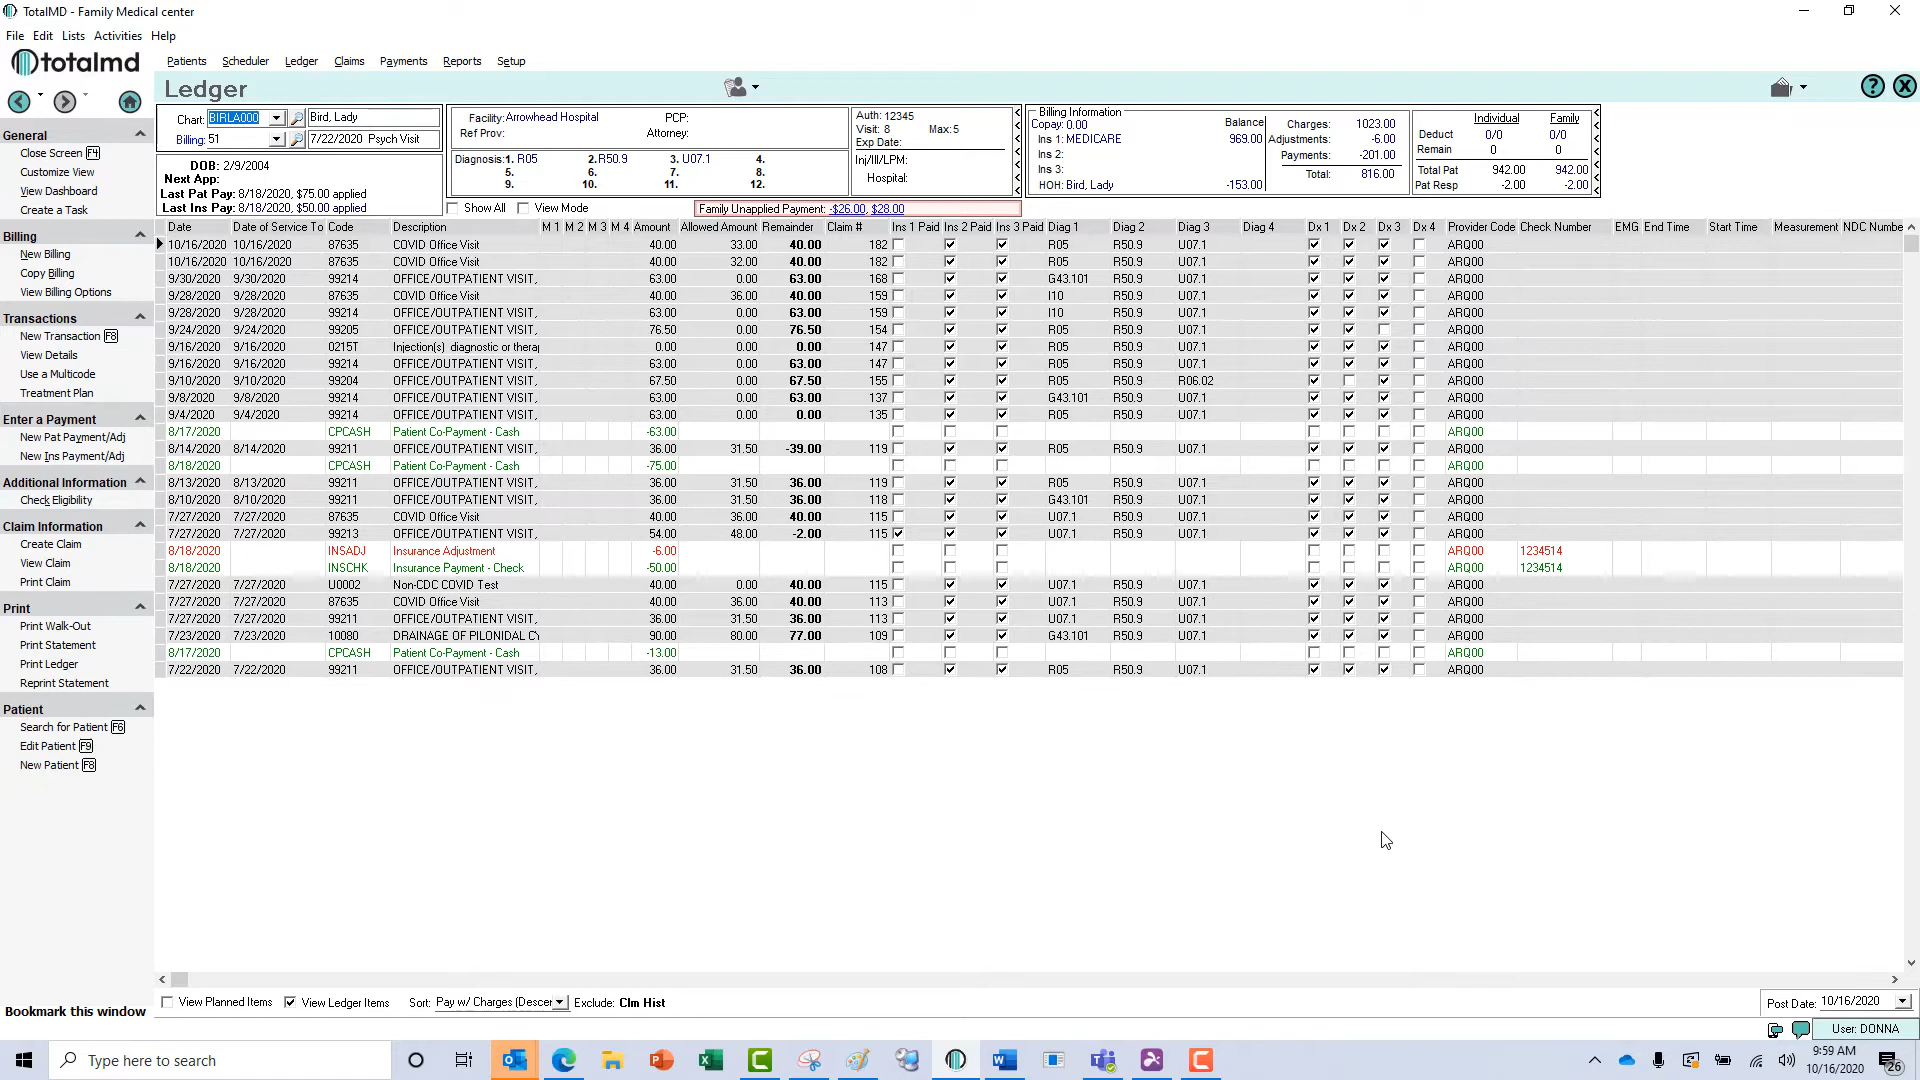 TotalMD - Family Medical center
File Edit Lists Activities Help
totalmd
Patients Scheduler Ledger Claims Payments Reports Setup
Ledger
Chart: BIRLA000 Bird, Lady
Billing: 51 7/22/2020 Psych Visit
DOB: 2/9/2004
Next App:
Last Pat Pay: 8/18/2020, $75.00 applied
Last Ins Pay: 8/18/2020, $50.00 applied
Facility: Arrowhead Hospital PCP:
Ref Prov: Attorney:
Diagnosis: 1. R05 2. R50.9 3. U07.1 4.
5. 6. 7. 8.
9. 10. 11. 12.
Auth: 12345
Visit: 8 Max: 5
Exp Date:
Inj/Ill/LPM:
Hospital:
Billing Information
Copay: 0.00 Balance
Ins 1: MEDICARE 969.00
Ins 2:
Ins 3:
HOH: Bird, Lady -153.00
Charges: 1023.00
Adjustments: -6.00
Payments: -201.00
Total: 816.00
Individual Family
Deduct 0/0 0/0
Remain 0 0
Total Pat 942.00 942.00
Pat Resp -2.00 -2.00
Show All View Mode Family Unapplied Payment: -$26.00, $28.00
Date Date of Service To Code Description M 1 M 2 M 3 M 4 Amount Allowed Amount Remainder Claim # Ins 1 Paid Ins 2 Paid Ins 3 Paid Diag 1 Diag 2 Diag 3 Diag 4 Dx 1 Dx 2 Dx 3 Dx 4 Provider Code Check Number EMG End Time Start Time Measurement NDC Numbe
10/16/2020 10/16/2020 87635 COVID Office Visit 40.00 33.00 40.00 182 R05 R50.9 U07.1 ARQ00
10/16/2020 10/16/2020 87635 COVID Office Visit 40.00 32.00 40.00 182 R05 R50.9 U07.1 ARQ00
9/30/2020 9/30/2020 99214 OFFICE/OUTPATIENT VISIT, 63.00 0.00 63.00 168 G43.101 R50.9 U07.1 ARQ00
9/28/2020 9/28/2020 87635 COVID Office Visit 40.00 36.00 40.00 159 I10 R50.9 U07.1 ARQ00
9/28/2020 9/28/2020 99214 OFFICE/OUTPATIENT VISIT, 63.00 0.00 63.00 159 I10 R50.9 U07.1 ARQ00
9/24/2020 9/24/2020 99205 OFFICE/OUTPATIENT VISIT, 76.50 0.00 76.50 154 R05 R50.9 U07.1 ARQ00
9/16/2020 9/16/2020 0215T Injection(s) diagnostic or therap 0.00 0.00 0.00 147 R05 R50.9 U07.1 ARQ00
9/16/2020 9/16/2020 99214 OFFICE/OUTPATIENT VISIT, 63.00 0.00 63.00 147 R05 R50.9 U07.1 ARQ00
9/10/2020 9/10/2020 99204 OFFICE/OUTPATIENT VISIT, 67.50 0.00 67.50 155 R05 R50.9 R06.02 ARQ00
9/8/2020 9/8/2020 99214 OFFICE/OUTPATIENT VISIT, 63.00 0.00 63.00 137 G43.101 R50.9 U07.1 ARQ00
9/4/2020 9/4/2020 99214 OFFICE/OUTPATIENT VISIT, 63.00 0.00 0.00 135 R05 R50.9 U07.1 ARQ00
8/17/2020 CPCASH Patient Co-Payment - Cash -63.00 ARQ00
8/14/2020 8/14/2020 99211 OFFICE/OUTPATIENT VISIT, 36.00 31.50 -39.00 119 R05 R50.9 U07.1 ARQ00
8/18/2020 CPCASH Patient Co-Payment - Cash -75.00 ARQ00
8/13/2020 8/13/2020 99211 OFFICE/OUTPATIENT VISIT, 36.00 31.50 36.00 119 R05 R50.9 U07.1 ARQ00
8/10/2020 8/10/2020 99211 OFFICE/OUTPATIENT VISIT, 36.00 31.50 36.00 118 G43.101 R50.9 U07.1 ARQ00
7/27/2020 7/27/2020 87635 COVID Office Visit 40.00 36.00 40.00 115 U07.1 R50.9 U07.1 ARQ00
7/27/2020 7/27/2020 99213 OFFICE/OUTPATIENT VISIT, 54.00 48.00 -2.00 115 U07.1 R50.9 U07.1 ARQ00
8/18/2020 INSADJ Insurance Adjustment -6.00 ARQ00 1234514
8/18/2020 INSCHK Insurance Payment - Check -50.00 ARQ00 1234514
7/27/2020 7/27/2020 U0002 Non-CDC COVID Test 40.00 0.00 40.00 115 U07.1 R50.9 U07.1 ARQ00
7/27/2020 7/27/2020 87635 COVID Office Visit 40.00 36.00 40.00 113 U07.1 R50.9 U07.1 ARQ00
7/27/2020 7/27/2020 99211 OFFICE/OUTPATIENT VISIT, 36.00 31.50 36.00 113 U07.1 R50.9 U07.1 ARQ00
7/23/2020 7/23/2020 10080 DRAINAGE OF PILONIDAL CY 90.00 80.00 77.00 109 G43.101 R50.9 U07.1 ARQ00
8/17/2020 CPCASH Patient Co-Payment - Cash -13.00 ARQ00
7/22/2020 7/22/2020 99211 OFFICE/OUTPATIENT VISIT, 36.00 31.50 36.00 108 R05 R50.9 U07.1 ARQ00
General
Close Screen F4
Customize View
View Dashboard
Create a Task
Billing
New Billing
Copy Billing
View Billing Options
Transactions
New Transaction F8
View Details
Use a Multicode
Treatment Plan
Enter a Payment
New Pat Payment/Adj
New Ins Payment/Adj
Additional Information
Check Eligibility
Claim Information
Create Claim
View Claim
Print Claim
Print
Print Walk-Out
Print Statement
Print Ledger
Reprint Statement
Patient
Search for Patient F6
Edit Patient F9
New Patient F8
Bookmark this window
View Planned Items View Ledger Items Sort: Pay w/ Charges (Descer Exclude: Clm Hist
Post Date: 10/16/2020
User: DONNA
Type here to search
9:59 AM
10/16/2020
26